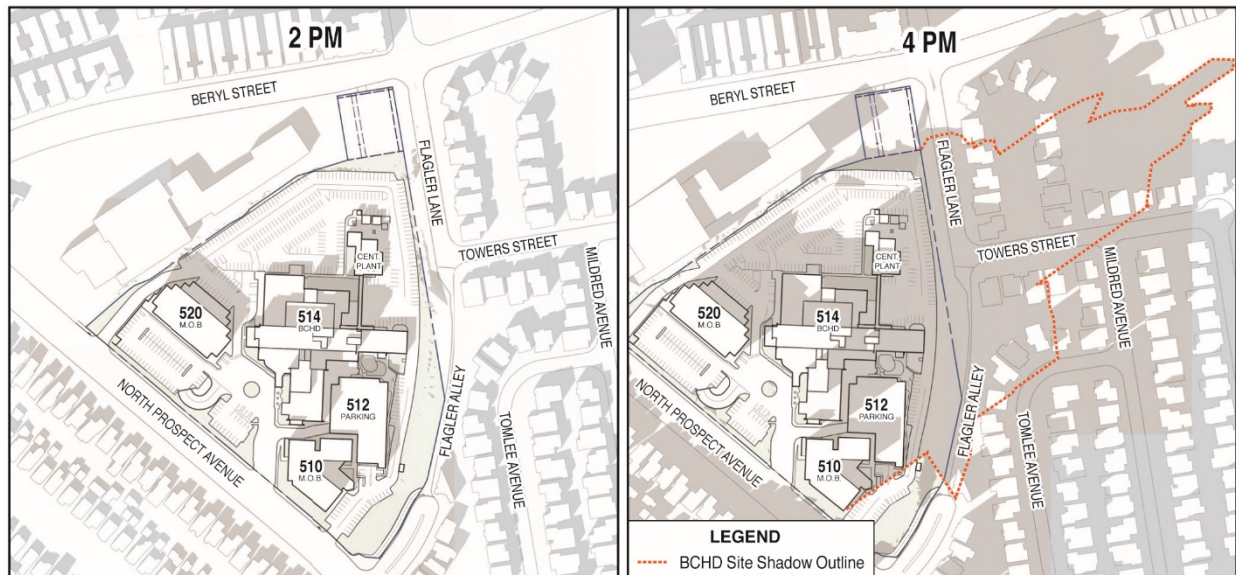 2 PM
BERYL STREET
FLAGLER LANE
TOWERS STREET
MILDRED AVENUE
CENT.
PLANT
520
M.O.B.
514
BCHD
512
PARKING
510
M.O.B.
FLAGLER ALLEY
TOMLEE AVENUE
NORTH PROSPECT AVENUE
4 PM
BERYL STREET
FLAGLER LANE
TOWERS STREET
MILDRED AVENUE
CENT.
PLANT
520
M.O.B.
514
BCHD
512
PARKING
510
M.O.B.
FLAGLER ALLEY
TOMLEE AVENUE
NORTH PROSPECT AVENUE
LEGEND
BCHD Site Shadow Outline